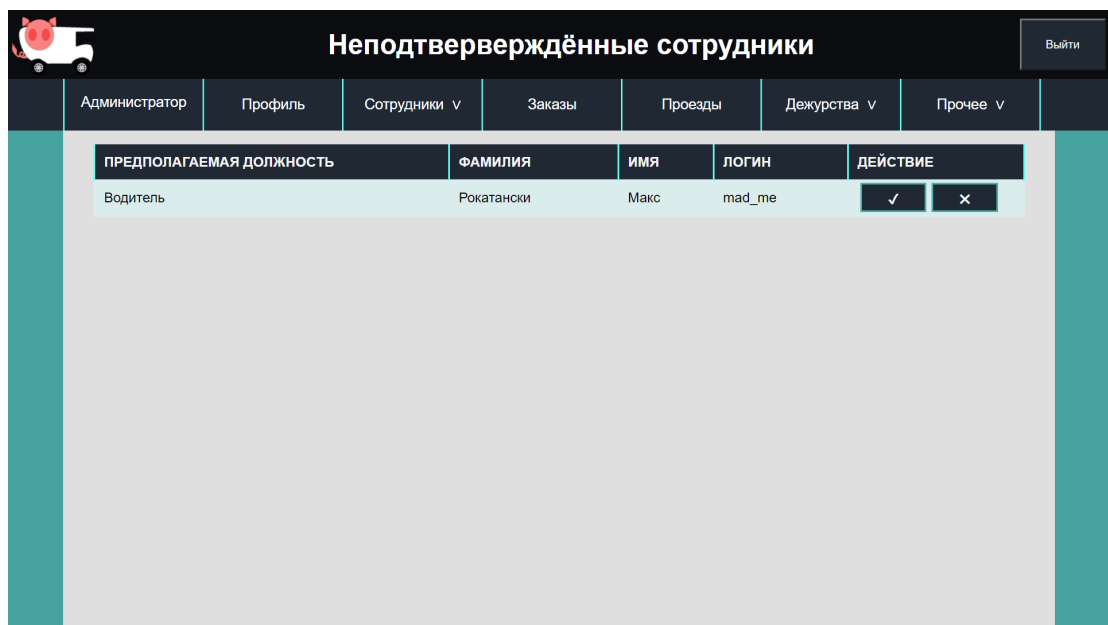 Неподтверверждённые сотрудники
Выйти
Администратор Профиль Сотрудники v Заказы Проезды Дежурства v Прочее v
ПРЕДПОЛАГАЕМАЯ ДОЛЖНОСТЬ ФАМИЛИЯ ИМЯ ЛОГИН ДЕЙСТВИЕ
Водитель Рокатански Макс mad_me ✓ ✕